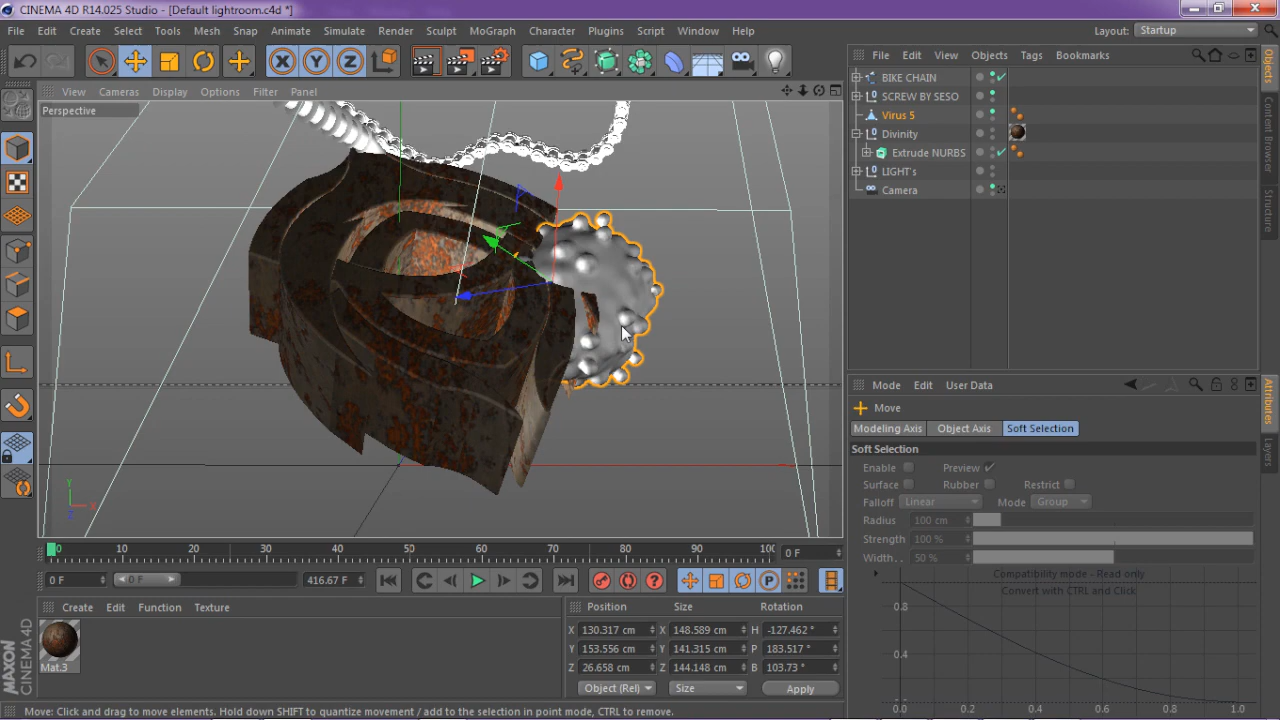 CINEMA 4D R14.025 Studio - [Default lightroom.c4d *]
File Edit Create Select Tools Mesh Snap Animate Simulate Render Sculpt MoGraph Character Plugins Script Window Help Layout: Startup
X Y Z
File Edit View Objects Tags Bookmarks
View Cameras Display Options Filter Panel
Perspective
BIKE CHAIN
SCREW BY SESO
Virus 5
Divinity
Extrude NURBS
LIGHT's
Camera
Objects
Content Browser
Structure
Y
X
Z
Mode Edit User Data
Move
Modeling Axis Object Axis Soft Selection
Soft Selection
Enable Preview
Surface Rubber Restrict
Falloff Linear Mode Group
Radius 100 cm
Strength 100 %
Width.. 50 %
Compatibility mode - Read only
Convert with CTRL and Click
0.8
0.4
0.0 0.2 0.4 0.6 0.8 1.0
Attributes
Layers
0 10 20 30 40 50 60 70 80 90 100 0 F
0 F 0 F 416.67 F P
Create Edit Function Texture
Mat.3
Position Size Rotation
X 130.317 cm X 148.589 cm H -127.462 °
Y 153.556 cm Y 141.315 cm P 183.517 °
Z 26.658 cm Z 144.148 cm B 103.73 °
Object (Rel) Size Apply
MAXON
CINEMA 4D
Move: Click and drag to move elements. Hold down SHIFT to quantize movement / add to the selection in point mode, CTRL to remove.